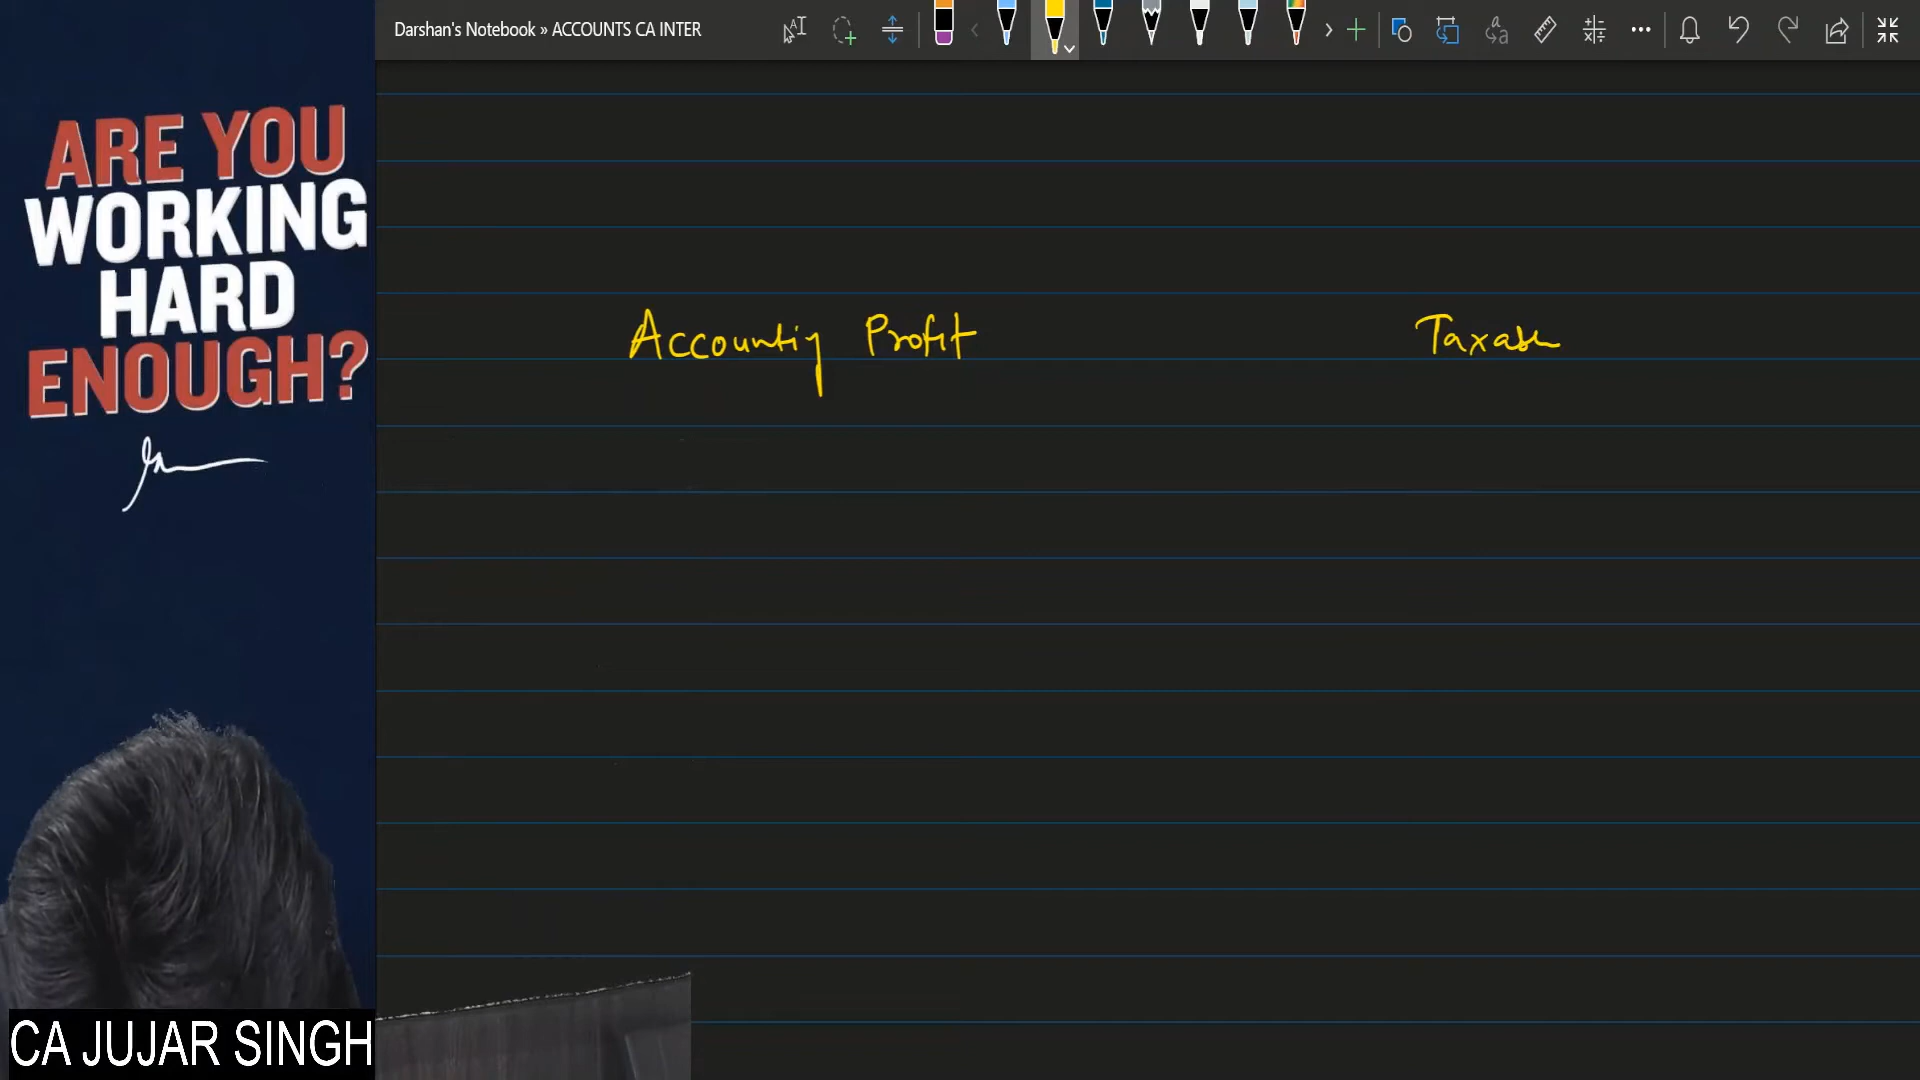 Darshan's Notebook » ACCOUNTS CA INTER
ARE YOU
WORKING
HARD
ENOUGH?
Accounting Profit
CA JUJAR SINGH